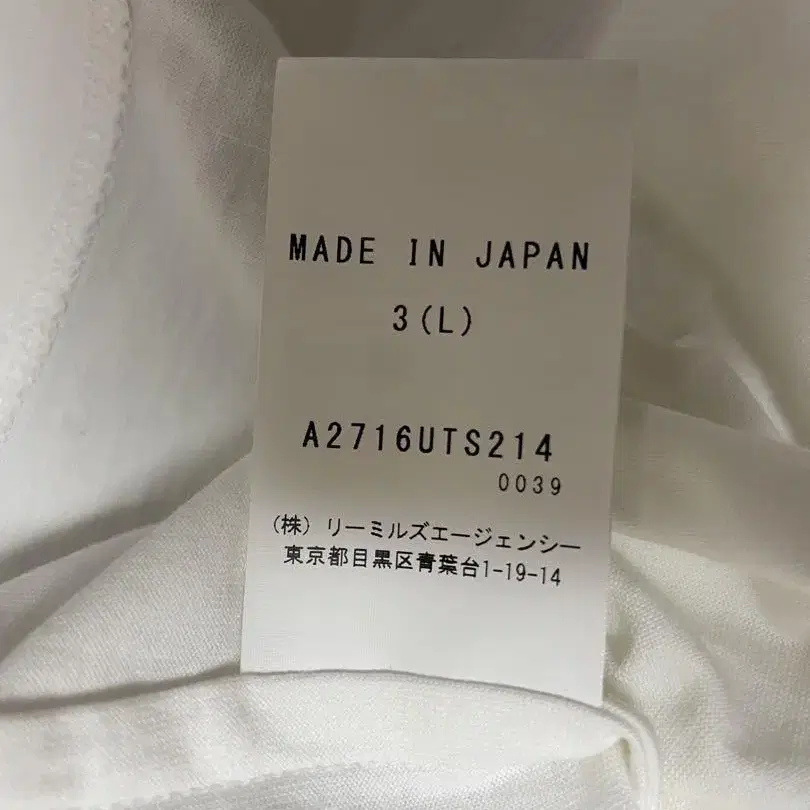 MADE IN JAPAN
3(L)
A2716UTS214
0039
(株) リーミルズエージェンシー
東京都目黒区青葉台1-19-14